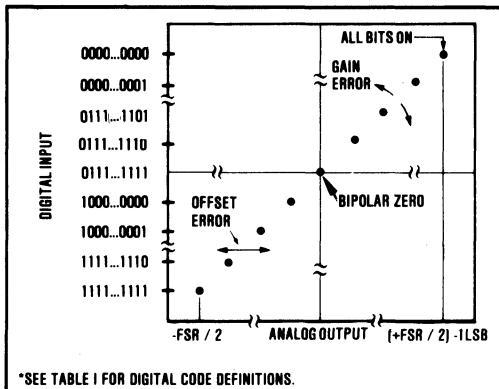 ALL BITS ON
0000...0000
0000...0001
GAIN
ERROR
0111...1101
0111...1110
0111...1111
DIGITAL INPUT
BIPOLAR ZERO
1000...0000
OFFSET
ERROR
1000...0001
1111...1110
1111...1111
-FSR / 2
ANALOG OUTPUT
(+FSR / 2) -1LSB
*SEE TABLE I FOR DIGITAL CODE DEFINITIONS.